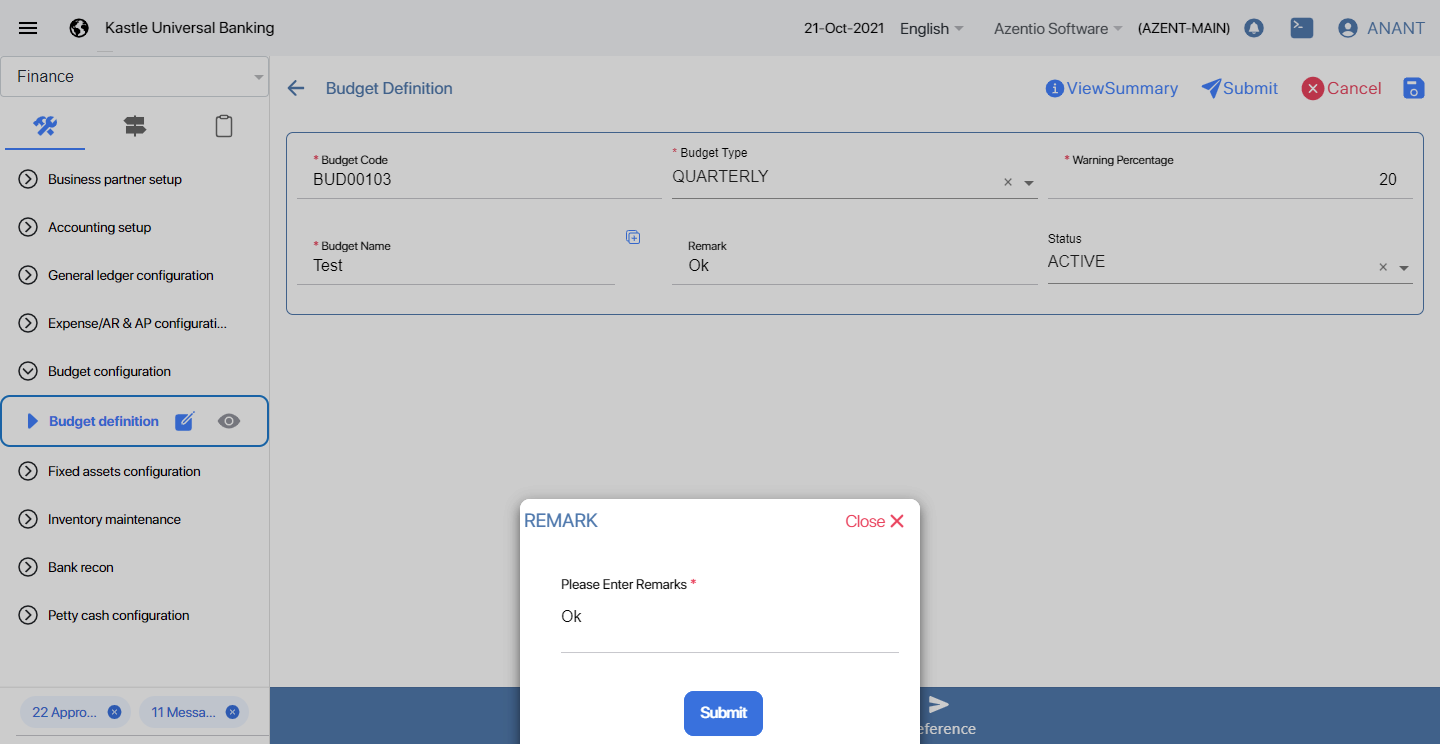 Kastle Universal Banking
21-Oct-2021
English
Azentio Software
(AZENT-MAIN)
ANANT
Finance
Business partner setup
Accounting setup
General ledger configuration
Expense/AR & AP configurati...
Budget configuration
Budget definition
Fixed assets configuration
Inventory maintenance
Bank recon
Petty cash configuration
22 Appro...
11 Messa...
Budget Definition
ViewSummary
Submit
Cancel
* Budget Code
BUD00103
* Budget Type
QUARTERLY
* Warning Percentage
20
* Budget Name
Test
Remark
Ok
Status
ACTIVE
REMARK
Close
Please Enter Remarks *
Ok
Submit
eference